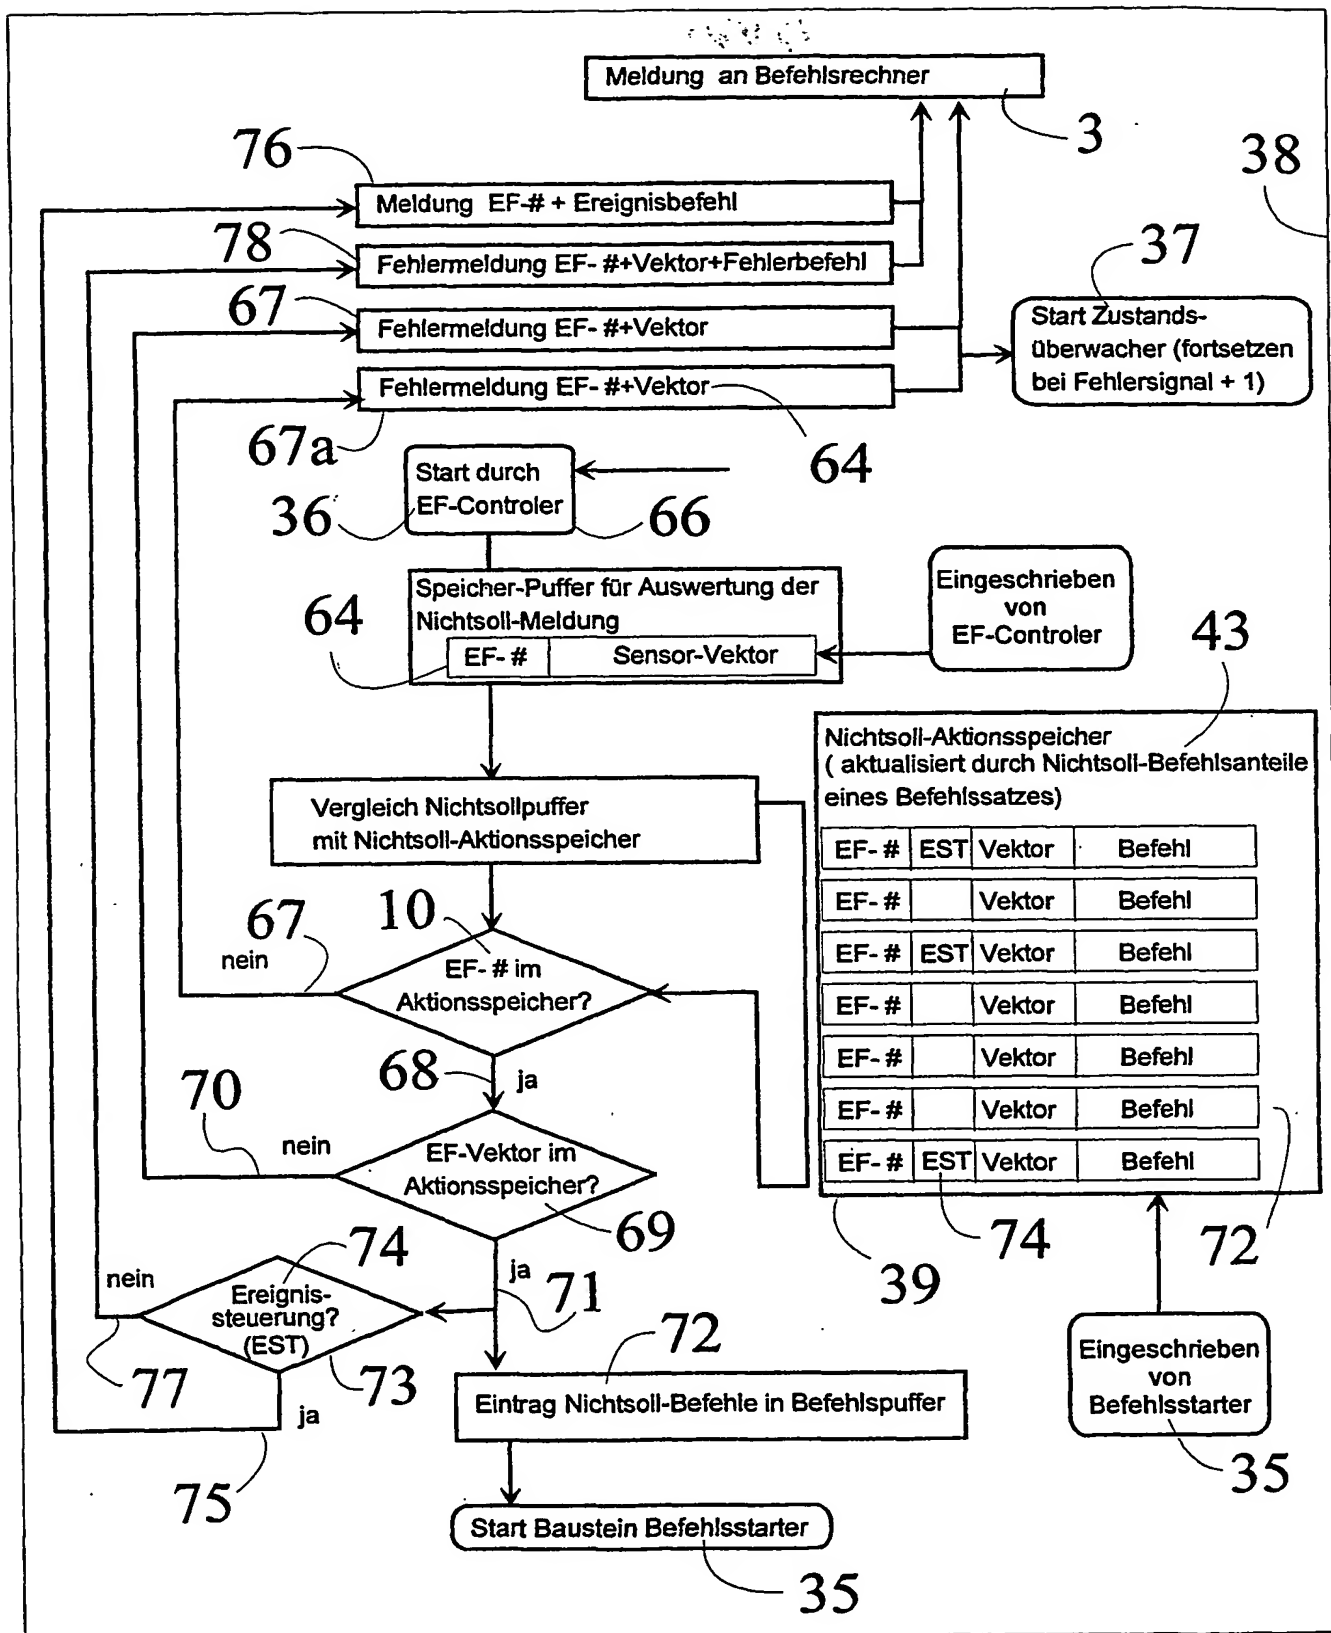 Meldung an Befehlsrechner
3
38
76
Meldung EF-# + Ereignisbefehl
78
Fehlermeldung EF- #+Vektor+Fehlerbefehl
37
67
Fehlermeldung EF- #+Vektor
Start Zustands-
überwacher (fortsetzen
bei Fehlersignal + 1)
Fehlermeldung EF- #+Vektor
67a
64
Start durch
EF-Controler
36
66
Speicher-Puffer für Auswertung der
Nichtsoll-Meldung
64
EF- # Sensor-Vektor
Eingeschrieben
von
EF-Controler
43
Nichtsoll-Aktionsspeicher
( aktualisiert durch Nichtsoll-Befehlsanteile
eines Befehlssatzes)
Vergleich Nichtsollpuffer
mit Nichtsoll-Aktionsspeicher
EF- # EST Vektor Befehl
EF- # Vektor Befehl
EF- # EST Vektor Befehl
EF- # Vektor Befehl
EF- # Vektor Befehl
EF- # Vektor Befehl
EF- # EST Vektor Befehl
67
10
nein
EF- # im
Aktionsspeicher?
68
ja
70
nein
EF-Vektor im
Aktionsspeicher?
69
74
39
72
ja
71
74
nein
Ereignis-
steuerung?
(EST)
77
73
ja
75
72
Eintrag Nichtsoll-Befehle in Befehlspuffer
Eingeschrieben
von
Befehlsstarter
35
Start Baustein Befehlsstarter
35